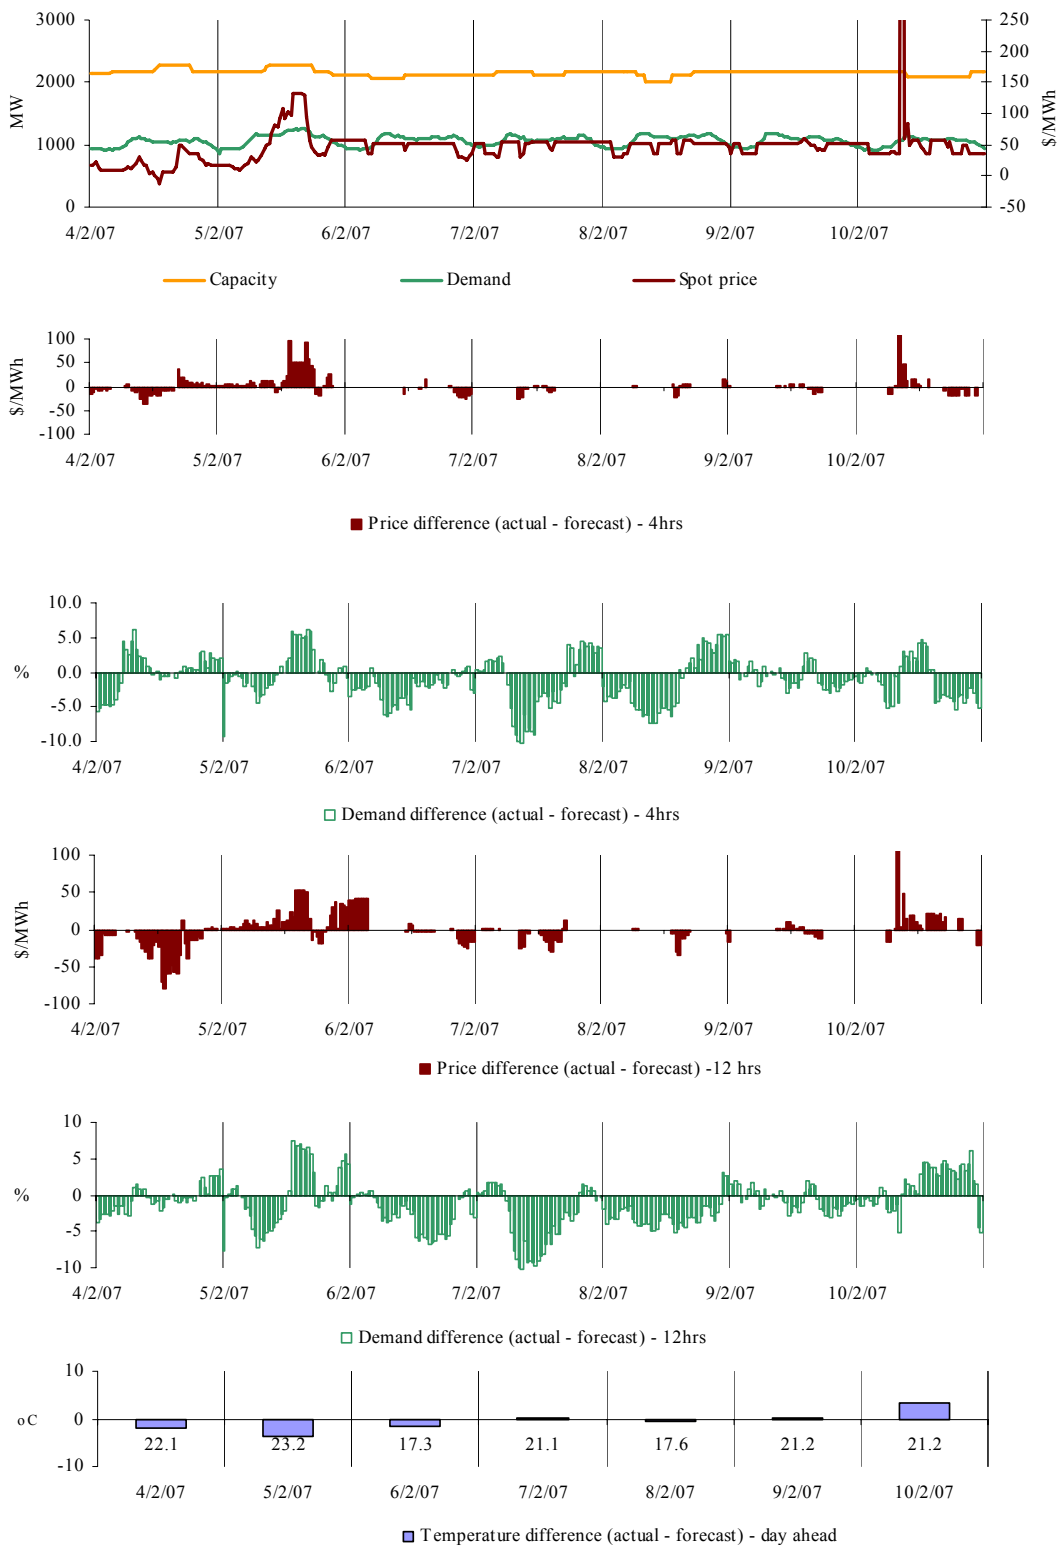 3000 250
200
2000 150
MW 100 $/MWh
1000 50
0
0 -50
4/2/07 5/2/07 6/2/07 7/2/07 8/2/07 9/2/07 10/2/07
Capacity Demand Spot price
100
50
$/MWh 0
-50
-100
4/2/07 5/2/07 6/2/07 7/2/07 8/2/07 9/2/07 10/2/07
Price difference (actual - forecast) - 4hrs
10.0
5.0
% 0.0
-5.0
-10.0
4/2/07 5/2/07 6/2/07 7/2/07 8/2/07 9/2/07 10/2/07
Demand difference (actual - forecast) - 4hrs
100
50
$/MWh 0
-50
-100
4/2/07 5/2/07 6/2/07 7/2/07 8/2/07 9/2/07 10/2/07
Price difference (actual - forecast) -12 hrs
10
5
% 0
-5
-10
4/2/07 5/2/07 6/2/07 7/2/07 8/2/07 9/2/07 10/2/07
Demand difference (actual - forecast) - 12hrs
10
o C 0
22.1 23.2 17.3 21.1 17.6 21.2 21.2
-10
4/2/07 5/2/07 6/2/07 7/2/07 8/2/07 9/2/07 10/2/07
Temperature difference (actual - forecast) - day ahead